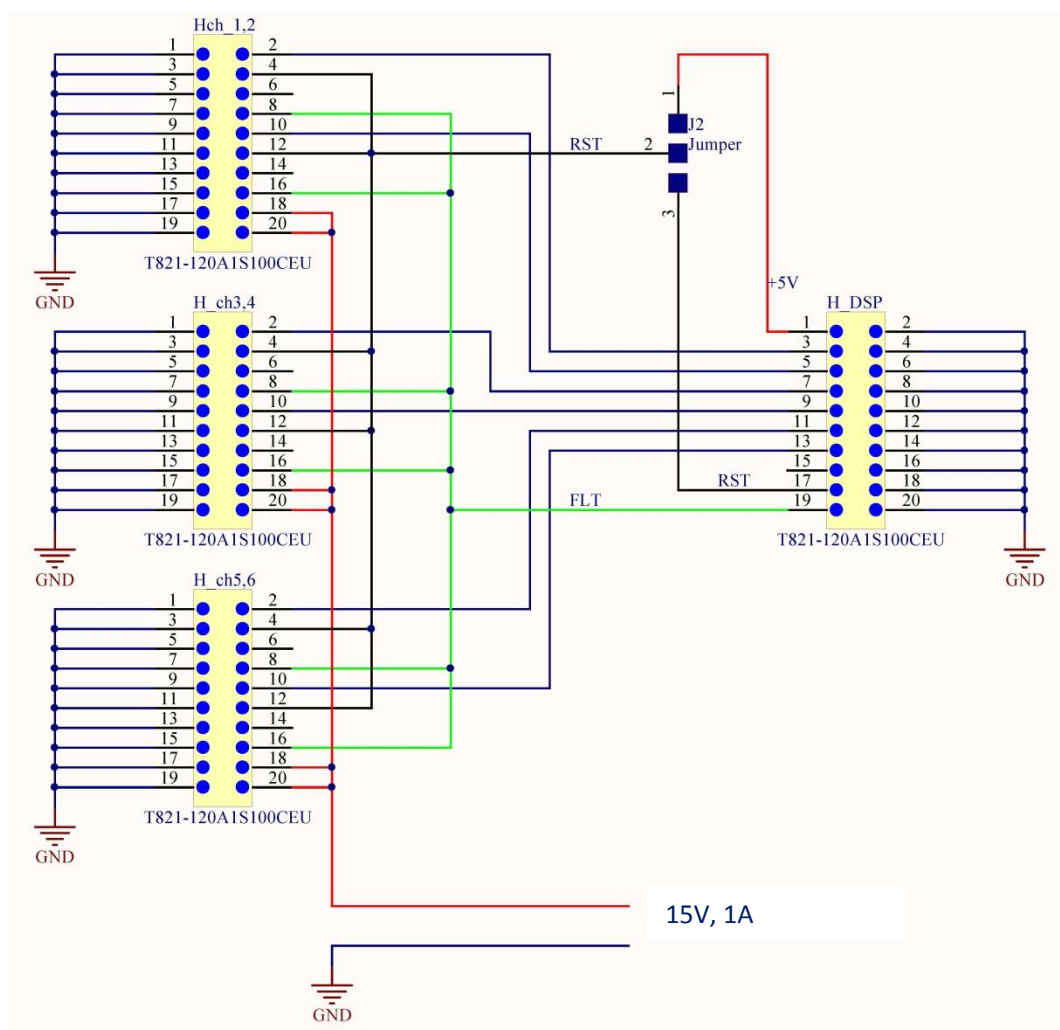 Hch_1,2
1 2
3 4
5 6
7 8
9 10
11 12
13 14
15 16
17 18
19 20
T821-120A1S100CEU
GND
1
J2
Jumper
2
3
RST
+5V
H_ch3,4
1 2
3 4
5 6
7 8
9 10
11 12
13 14
15 16
17 18
19 20
T821-120A1S100CEU
GND
H_DSP
1 2
3 4
5 6
7 8
9 10
11 12
13 14
15 16
17 18
19 20
RST
FLT
T821-120A1S100CEU
GND
H_ch5,6
1 2
3 4
5 6
7 8
9 10
11 12
13 14
15 16
17 18
19 20
T821-120A1S100CEU
GND
15V, 1A
GND